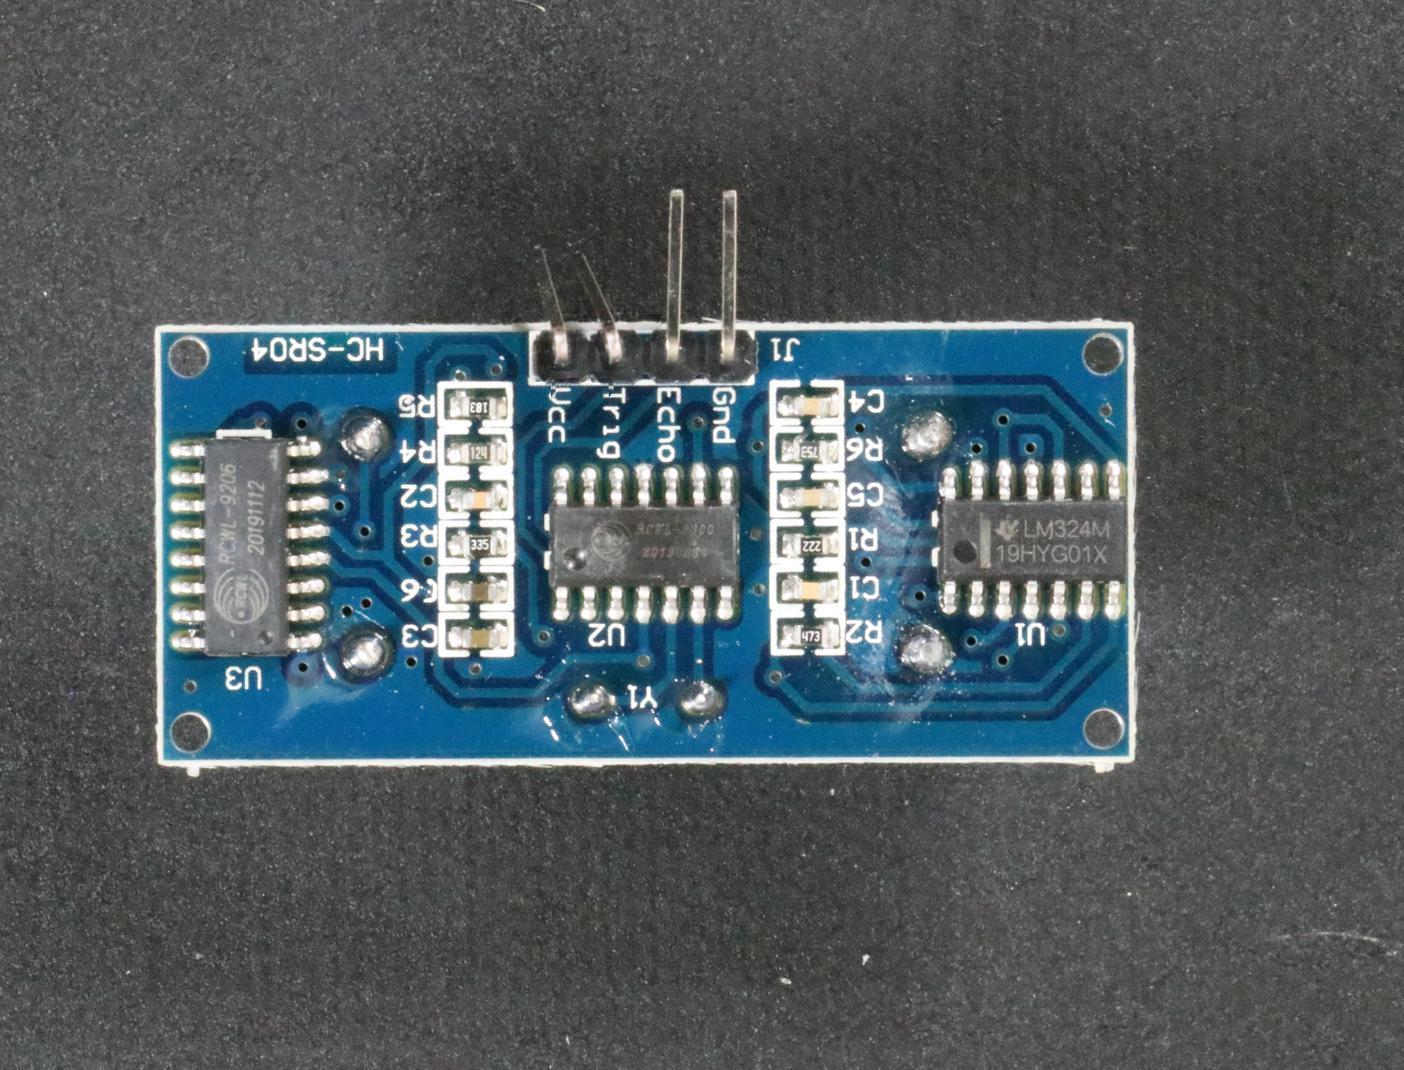 HC-SR04
J1
Vcc
Trig
Echo
Gnd
R5
183
R4
124
C2
R3
335
C3
C4
R6
753
C5
R1
222
C1
R2
473
RCWL-9206
20191112
RCWL
U3
U2
LM324M
19HYG01X
U1
Y1